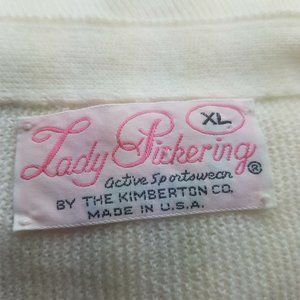 XL
Lady Pickering®
active Sportswear
BY THE KIMBERTON CO.
MADE IN U.S.A.